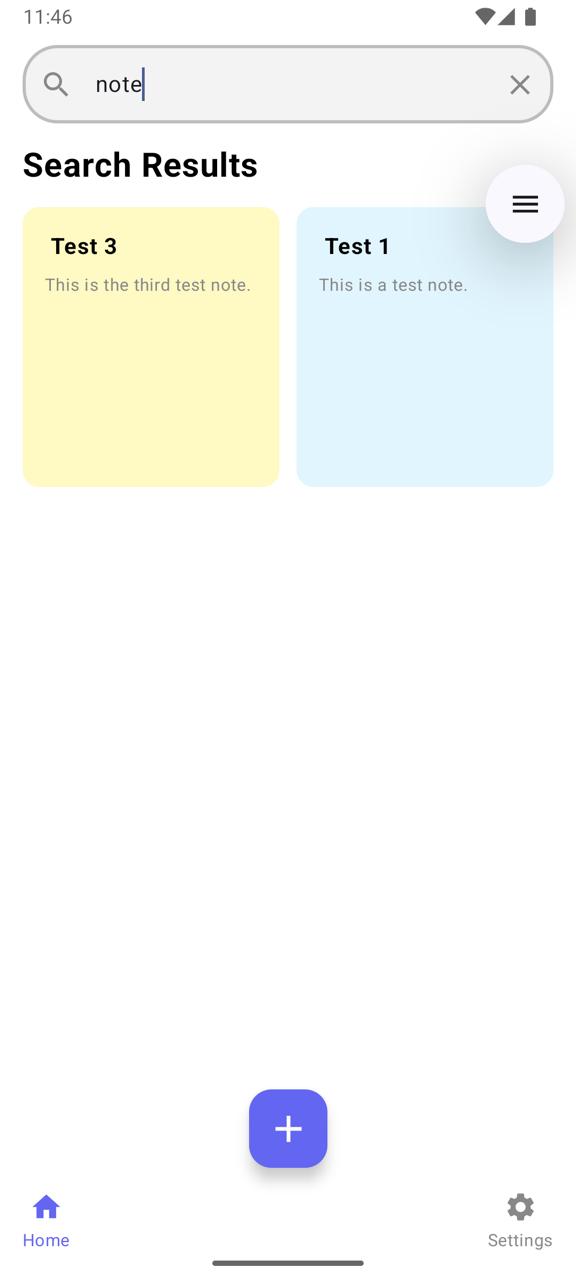 11:46
note
Search Results
Test 3
This is the third test note.
Test 1
This is a test note.
Home
Settings